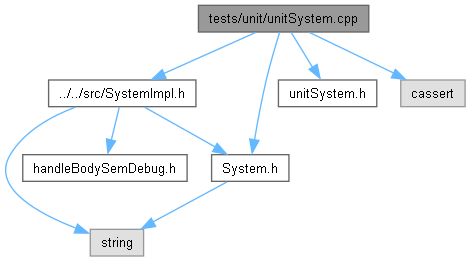 tests/unit/unitSystem.cpp
../../src/SystemImpl.h
unitSystem.h
cassert
handleBodySemDebug.h
System.h
string